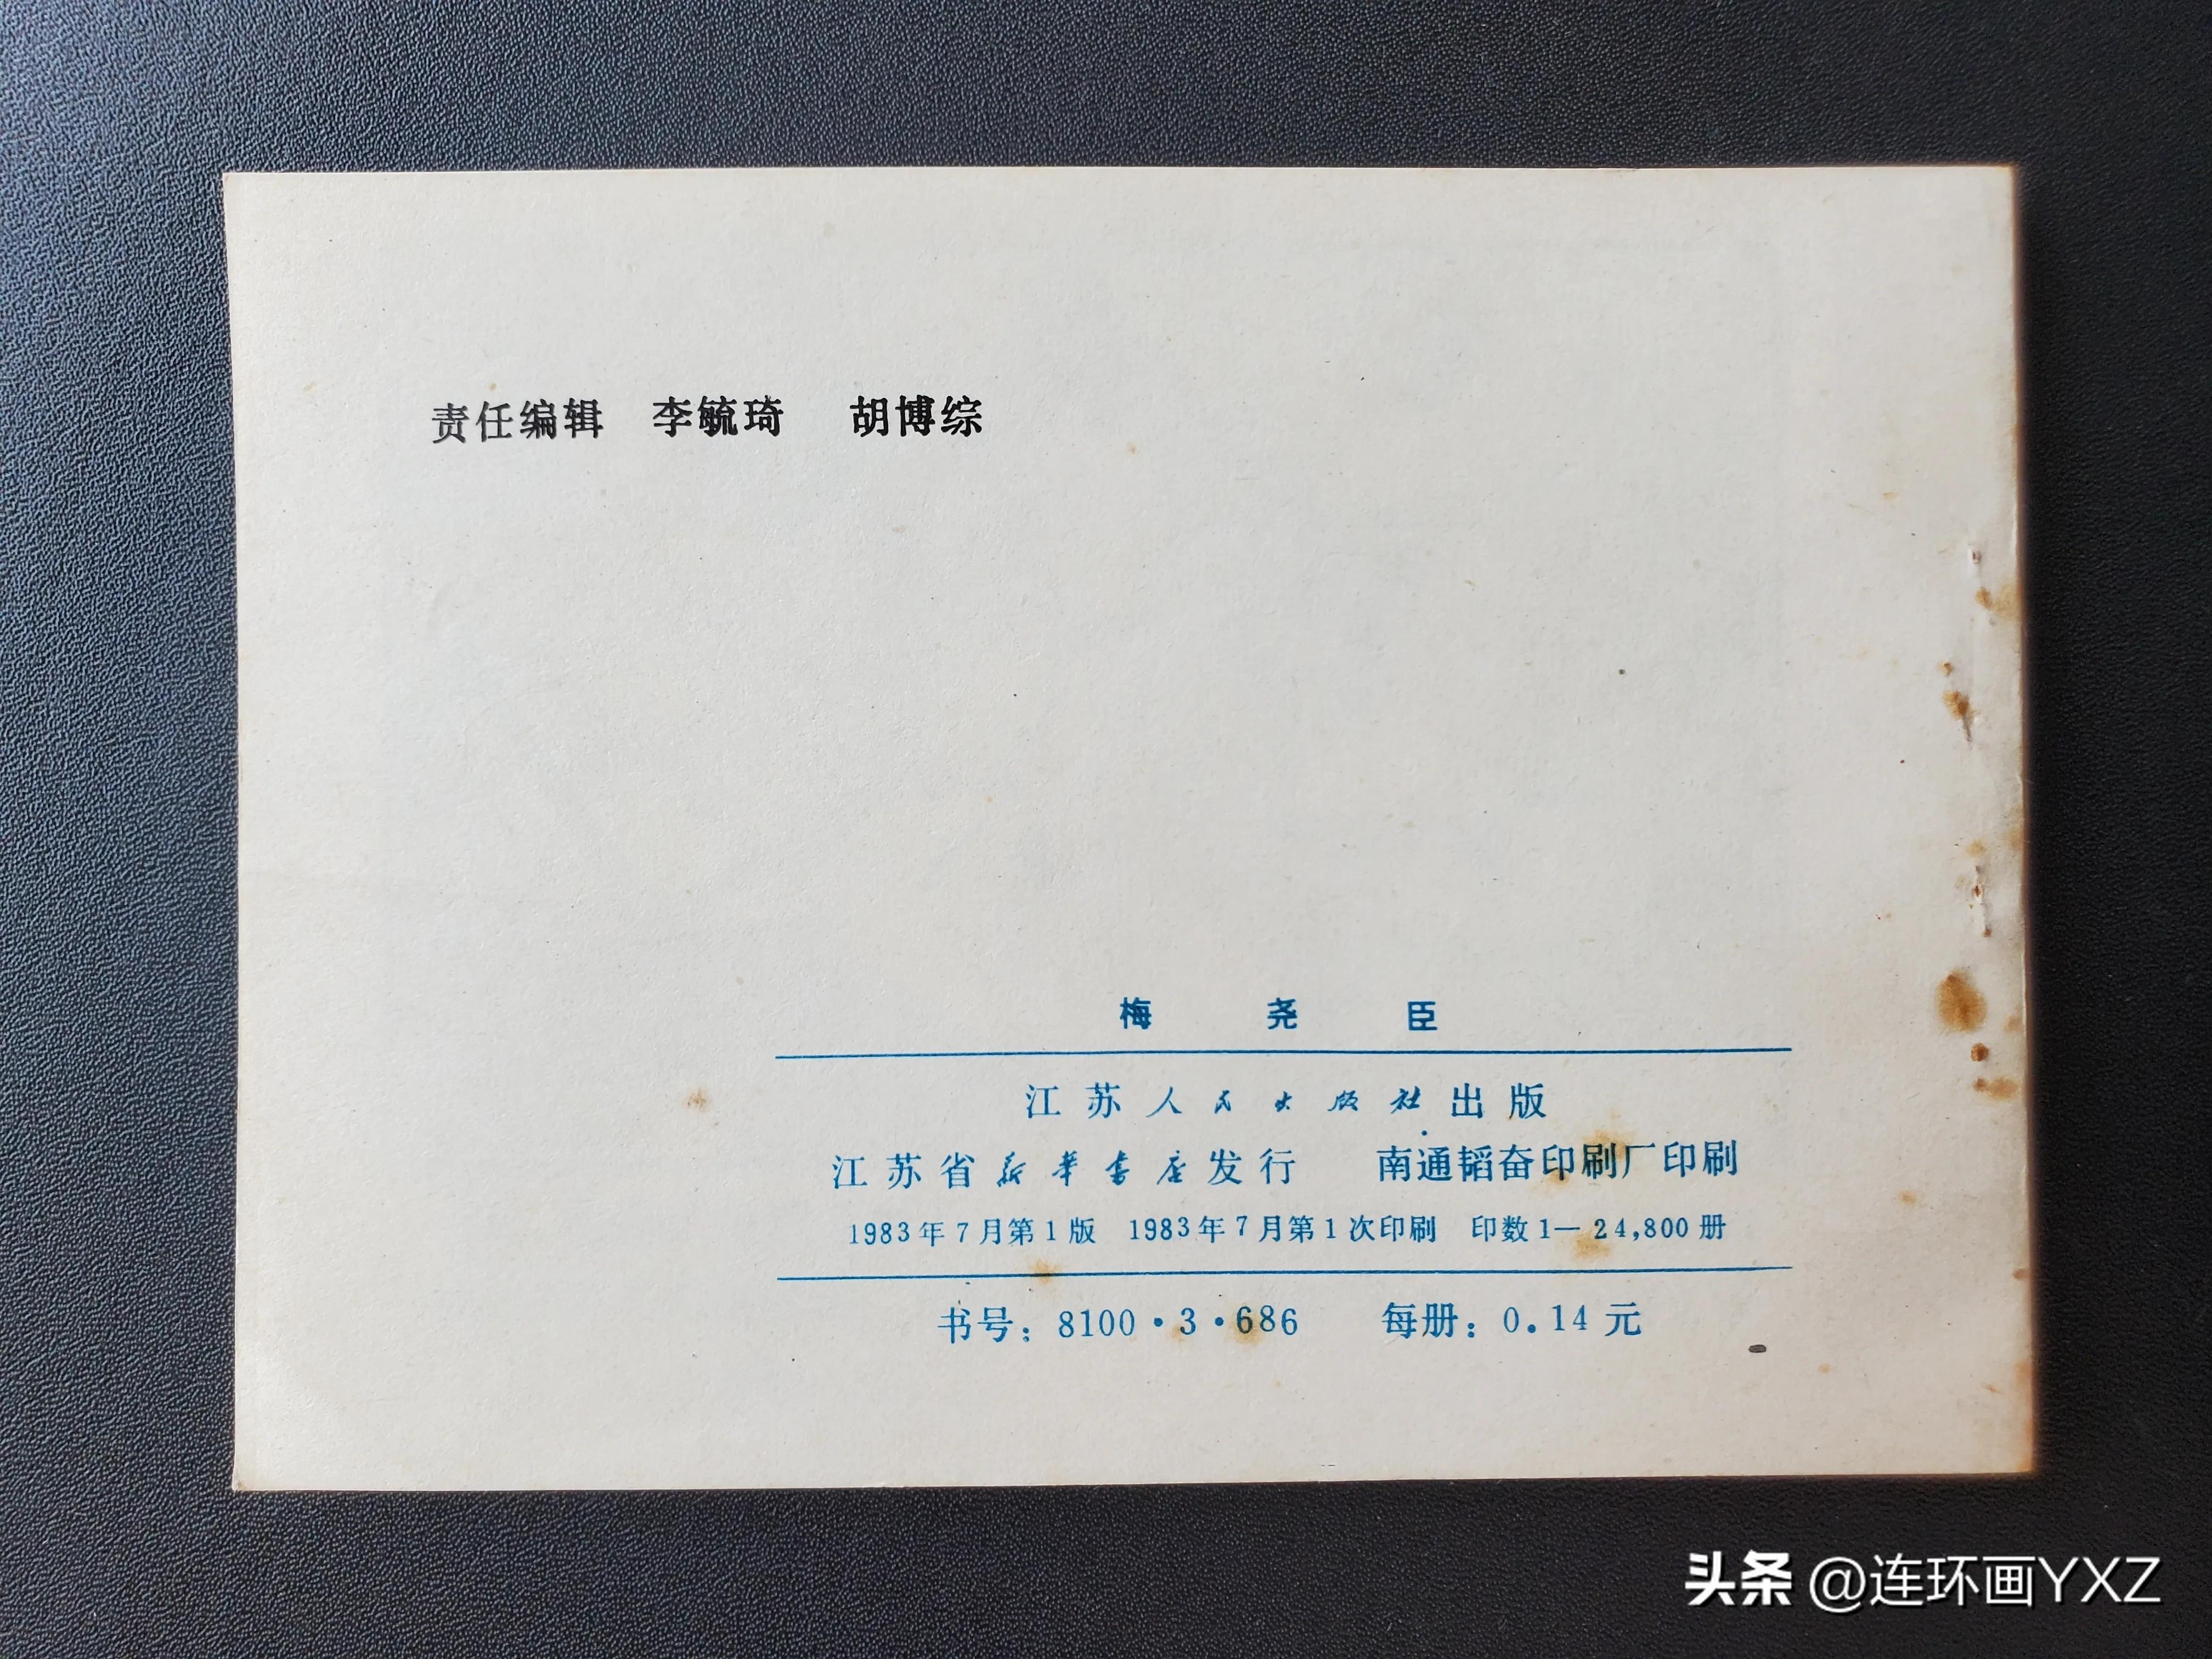 责任编辑 李毓琦 胡博综
梅尧臣
江苏人民出版社出版
江苏省新华书店发行 南通韬奋印刷厂印刷
1983年7月第1版 1983年7月第1次印刷 印数1—24,800册
书号：8100·3·686 每册：0.14元
头条 @连环画YXZ